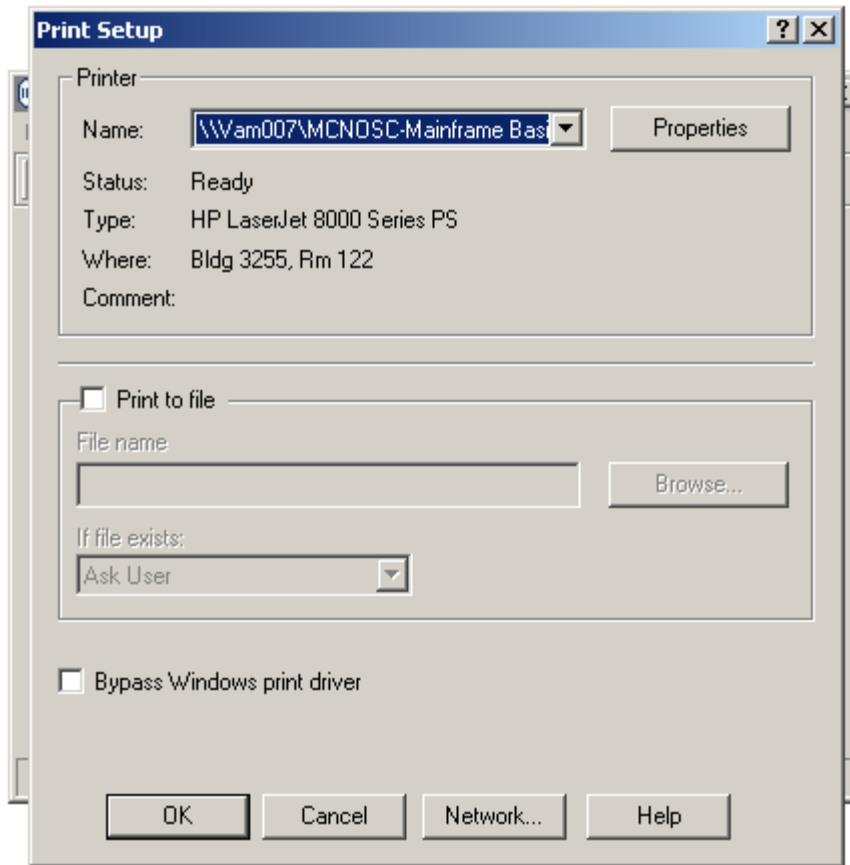 Print Setup
Printer
Name: \\Vam007\MCNOSC-Mainframe Basi Properties
Status: Ready
Type: HP LaserJet 8000 Series PS
Where: Bldg 3255, Rm 122
Comment:
Print to file
File name
Browse...
If file exists:
Ask User
Bypass Windows print driver
OK Cancel Network... Help